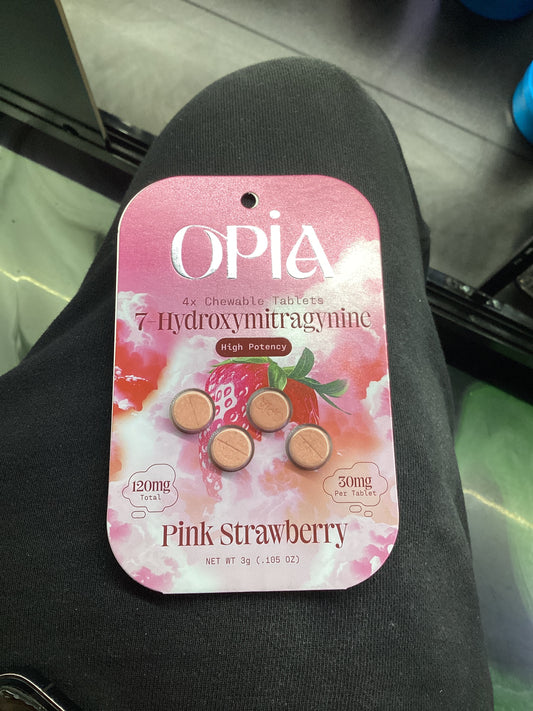 OPiA
4x Chewable Tablets
7-Hydroxymitragynine
High Potency
120mg
Total
30mg
Per Tablet
Pink Strawberry
NET WT 3g (.105 OZ)